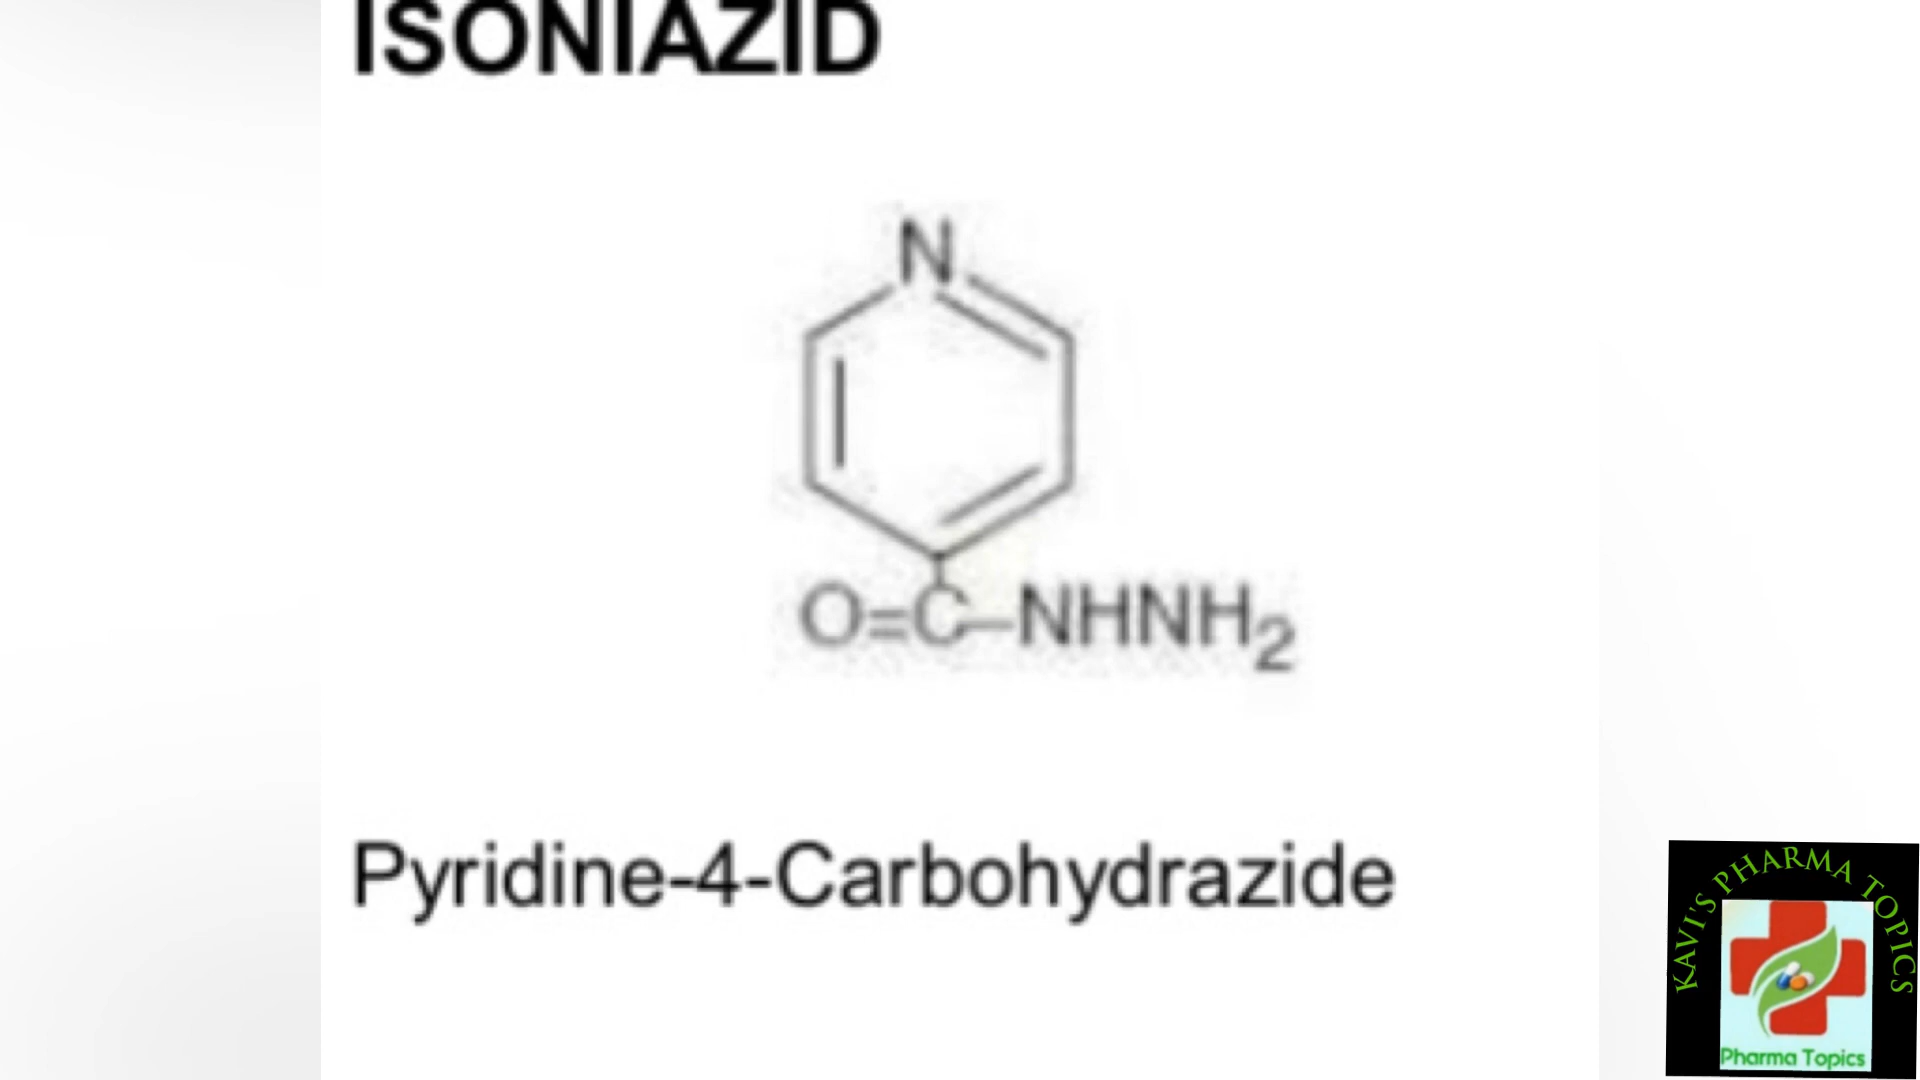 ISONIAZID
N
O=C–NHNH₂
Pyridine-4-Carbohydrazide
KAVI'S PHARMA TOPICS
Pharma Topics